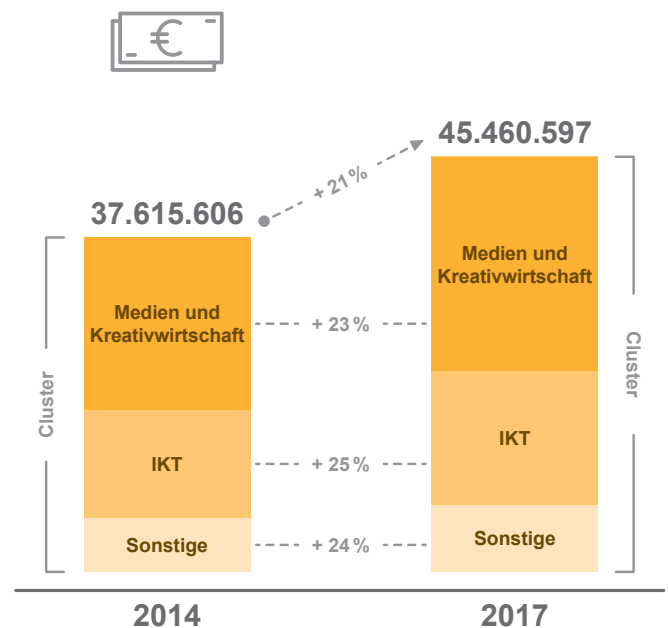 €
45.460.597
+ 21%
37.615.606
Medien und
Kreativwirtschaft
Medien und
Kreativwirtschaft
+ 23 %
Cluster
Cluster
IKT
IKT
+ 25 %
Sonstige
+ 24 %
Sonstige
2014
2017